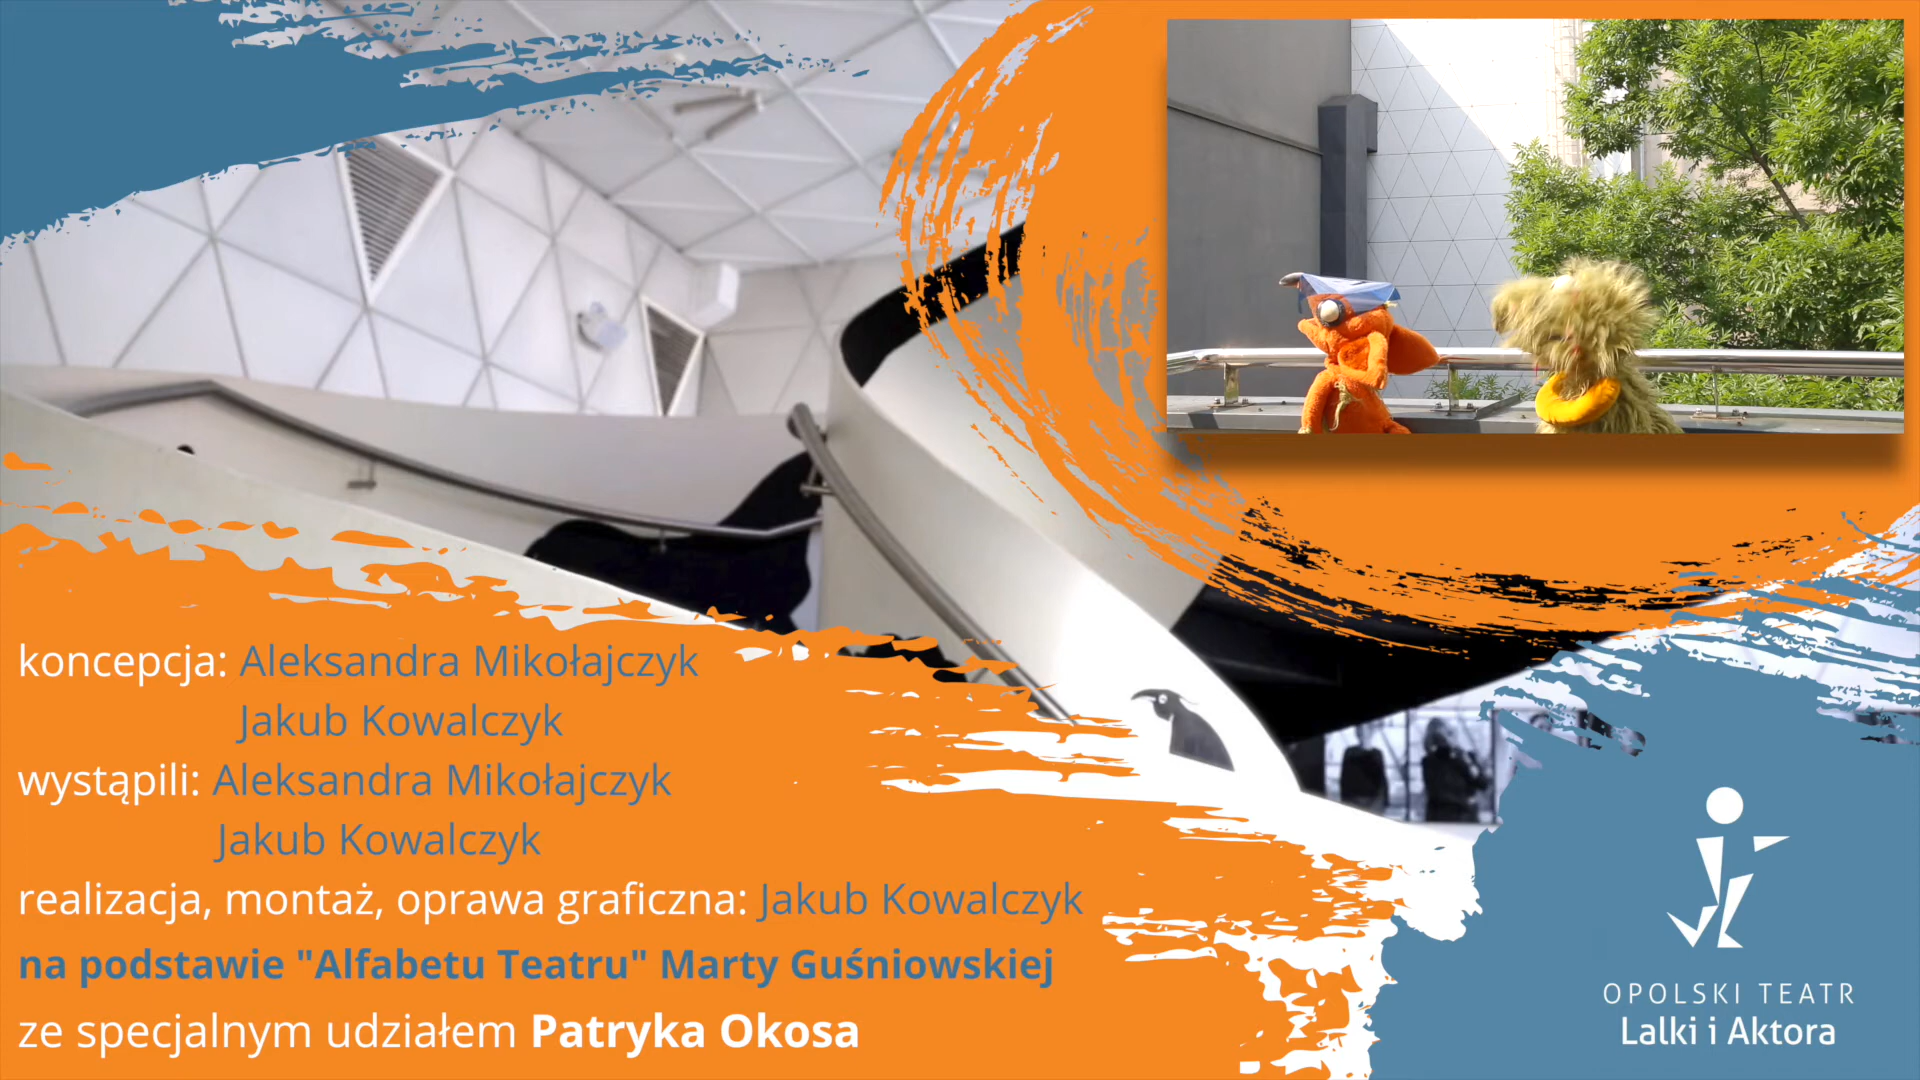 koncepcja: Aleksandra Mikołajczyk
Jakub Kowalczyk
wystąpili: Aleksandra Mikołajczyk
Jakub Kowalczyk
realizacja, montaż, oprawa graficzna: Jakub Kowalczyk
na podstawie "Alfabetu Teatru" Marty Guśniowskiej
ze specjalnym udziałem Patryka Okosa
OPOLSKI TEATR
Lalki i Aktora